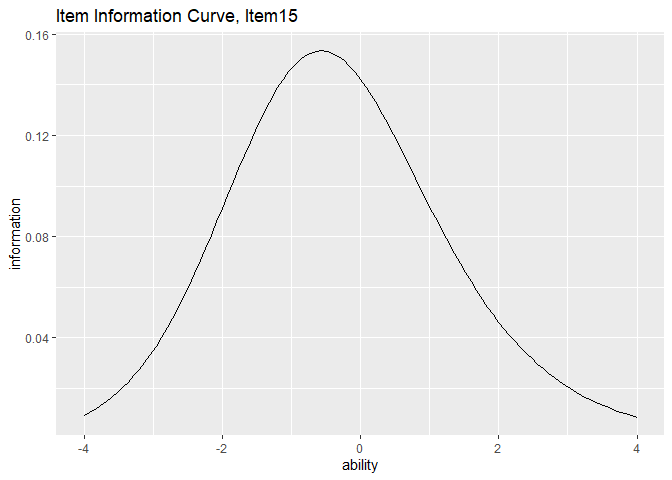 Item Information Curve, Item15
0.16
0.12
0.08
0.04
information
-4 -2 0 2 4
ability